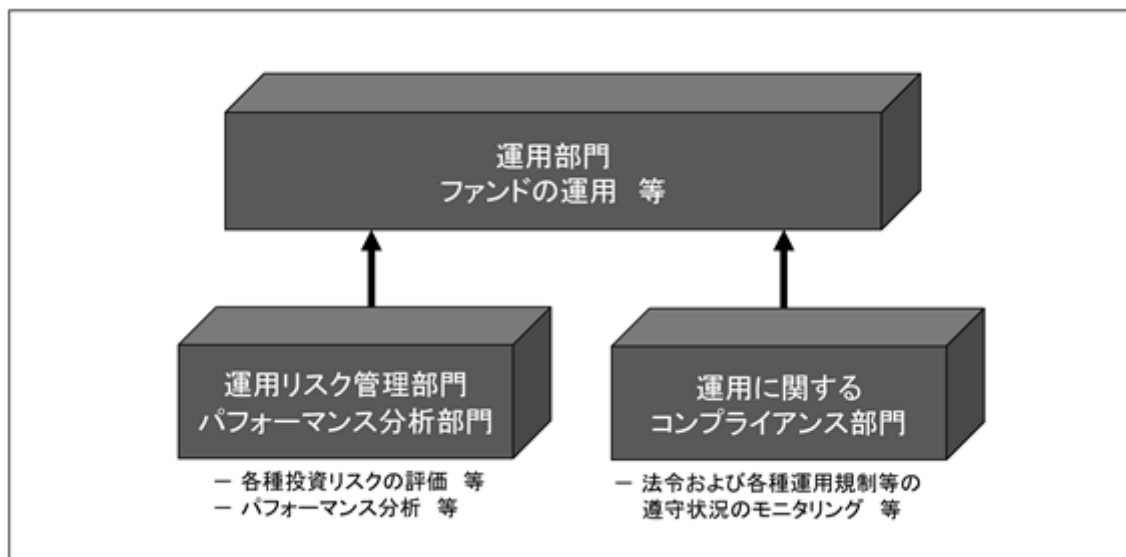 運用部門
ファンドの運用　等
運用リスク管理部門
パフォーマンス分析部門
運用に関する
コンプライアンス部門
－ 各種投資リスクの評価　等
－ パフォーマンス分析　等
－ 法令および各種運用規制等の
遵守状況のモニタリング　等